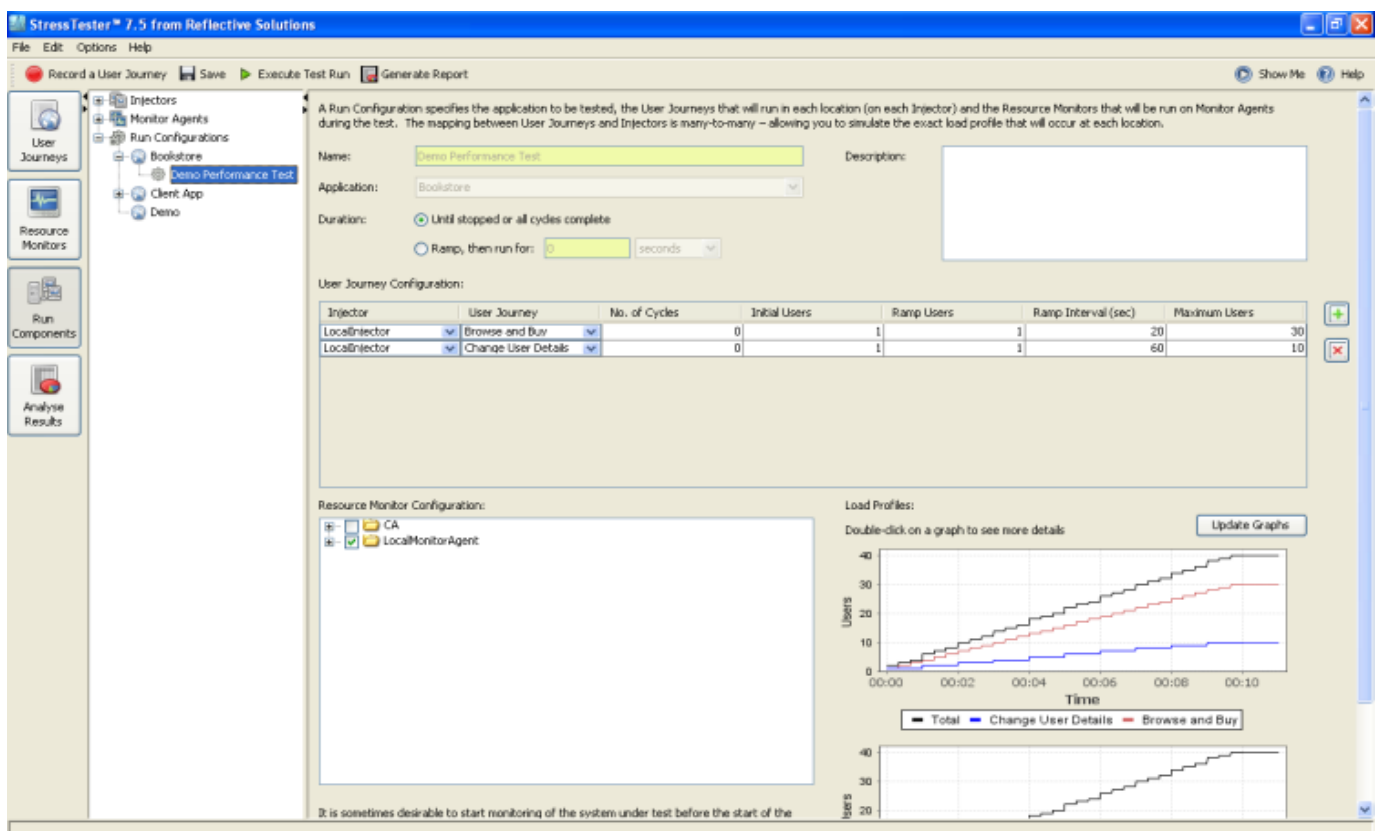 StressTester™ 7.5 from Reflective Solutions
File Edit Options Help
Record a User Journey Save Execute Test Run Generate Report Show Me Help
User Journeys
Resource Monitors
Run Components
Analyse Results
Injectors
Monitor Agents
Run Configurations
Bookstore
Demo Performance Test
Client App
Demo
A Run Configuration specifies the application to be tested, the User Journeys that will run in each location (on each Injector) and the Resource Monitors that will be run on Monitor Agents
during the test. The mapping between User Journeys and Injectors is many-to-many – allowing you to simulate the exact load profile that will occur at each location.
Name: Demo Performance Test Description:
Application: Bookstore
Duration: Until stopped or all cycles complete
Ramp, then run for: 0 seconds
User Journey Configuration:
Injector User Journey No. of Cycles Initial Users Ramp Users Ramp Interval (sec) Maximum Users
LocalInjector Browse and Buy 0 1 1 20 30
LocalInjector Change User Details 0 1 1 60 10
Resource Monitor Configuration:
CA
LocalMonitorAgent
It is sometimes desirable to start monitoring of the system under test before the start of the
Load Profiles:
Double-click on a graph to see more details Update Graphs
40
30
20
10
0
Users
00:00 00:02 00:04 00:06 00:08 00:10
Time
Total Change User Details Browse and Buy
40
30
20